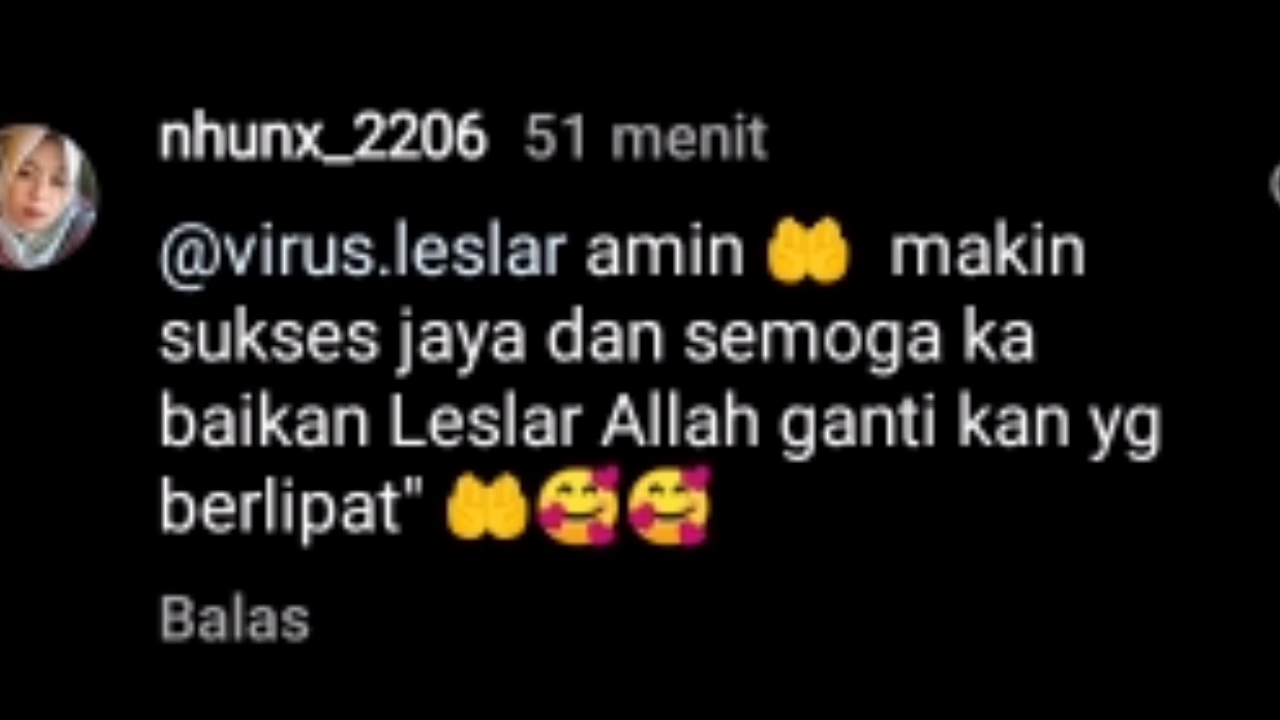 nhunx_2206 51 menit
@virus.leslar amin 🤲 makin
sukses jaya dan semoga ka
baikan Leslar Allah ganti kan yg
berlipat" 🤲🥰🥰
Balas